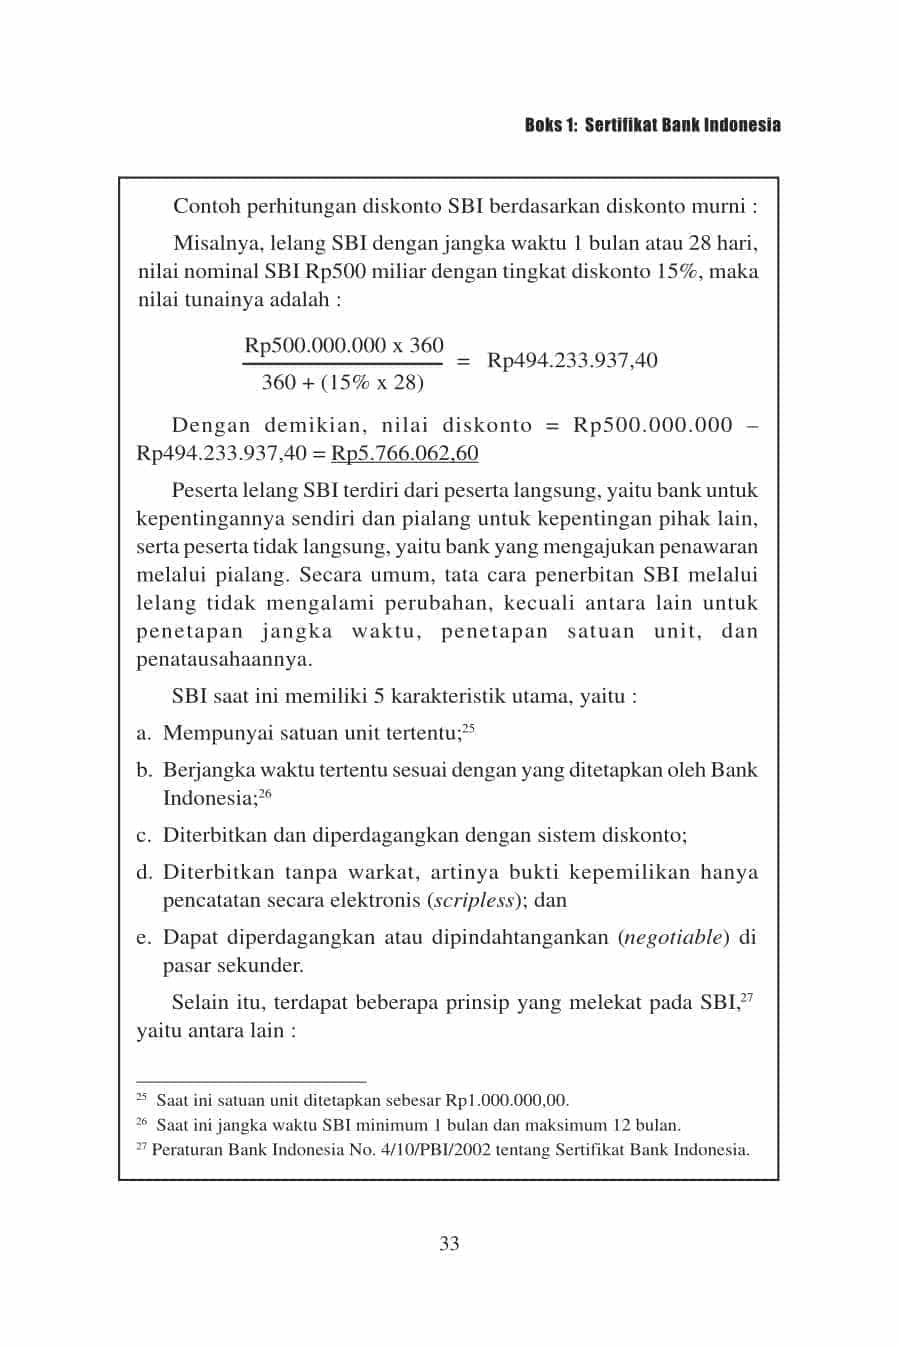 Boks 1: Sertifikat Bank Indonesia
Contoh perhitungan diskonto SBI berdasarkan diskonto murni :
Misalnya, lelang SBI dengan jangka waktu 1 bulan atau 28 hari,
nilai nominal SBI Rp500 miliar dengan tingkat diskonto 15%, maka
nilai tunainya adalah :
Rp500.000.000 x 360
= Rp494.233.937,40
360 + (15% x 28)
Dengan demikian, nilai diskonto = Rp500.000.000 –
Rp494.233.937,40 = Rp5.766.062,60
Peserta lelang SBI terdiri dari peserta langsung, yaitu bank untuk
kepentingannya sendiri dan pialang untuk kepentingan pihak lain,
serta peserta tidak langsung, yaitu bank yang mengajukan penawaran
melalui pialang. Secara umum, tata cara penerbitan SBI melalui
lelang tidak mengalami perubahan, kecuali antara lain untuk
penetapan jangka waktu, penetapan satuan unit, dan
penatausahaannya.
SBI saat ini memiliki 5 karakteristik utama, yaitu :
a. Mempunyai satuan unit tertentu;25
b. Berjangka waktu tertentu sesuai dengan yang ditetapkan oleh Bank
Indonesia;26
c. Diterbitkan dan diperdagangkan dengan sistem diskonto;
d. Diterbitkan tanpa warkat, artinya bukti kepemilikan hanya
pencatatan secara elektronis (scripless); dan
e. Dapat diperdagangkan atau dipindahtangankan (negotiable) di
pasar sekunder.
Selain itu, terdapat beberapa prinsip yang melekat pada SBI,27
yaitu antara lain :
25 Saat ini satuan unit ditetapkan sebesar Rp1.000.000,00.
26 Saat ini jangka waktu SBI minimum 1 bulan dan maksimum 12 bulan.
27 Peraturan Bank Indonesia No. 4/10/PBI/2002 tentang Sertifikat Bank Indonesia.
33